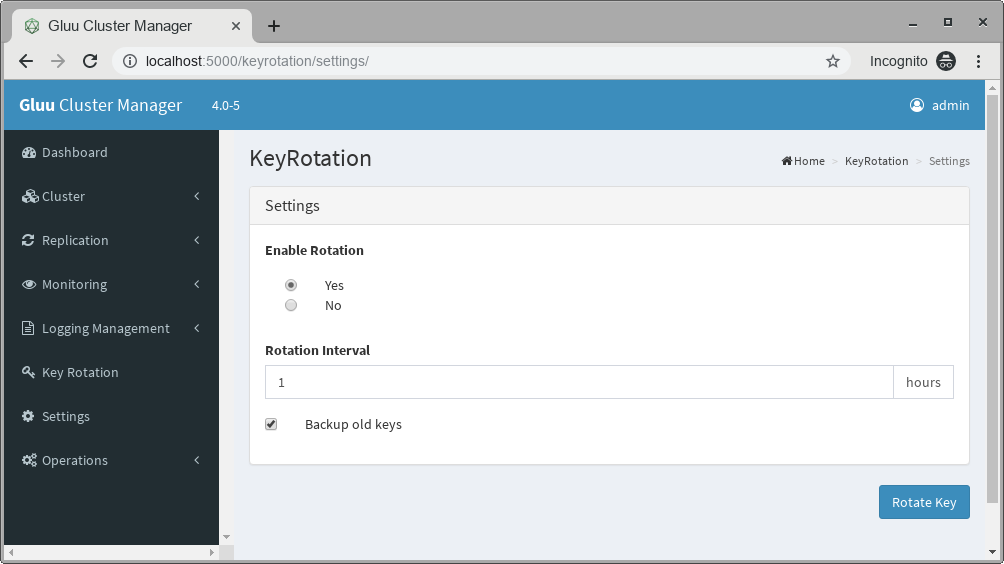 Gluu Cluster Manager
localhost:5000/keyrotation/settings/
Incognito
Gluu Cluster Manager 4.0-5
admin
Dashboard
Cluster
Replication
Monitoring
Logging Management
Key Rotation
Settings
Operations
KeyRotation
Home > KeyRotation > Settings
Settings
Enable Rotation
Yes
No
Rotation Interval
1 hours
Backup old keys
Rotate Key